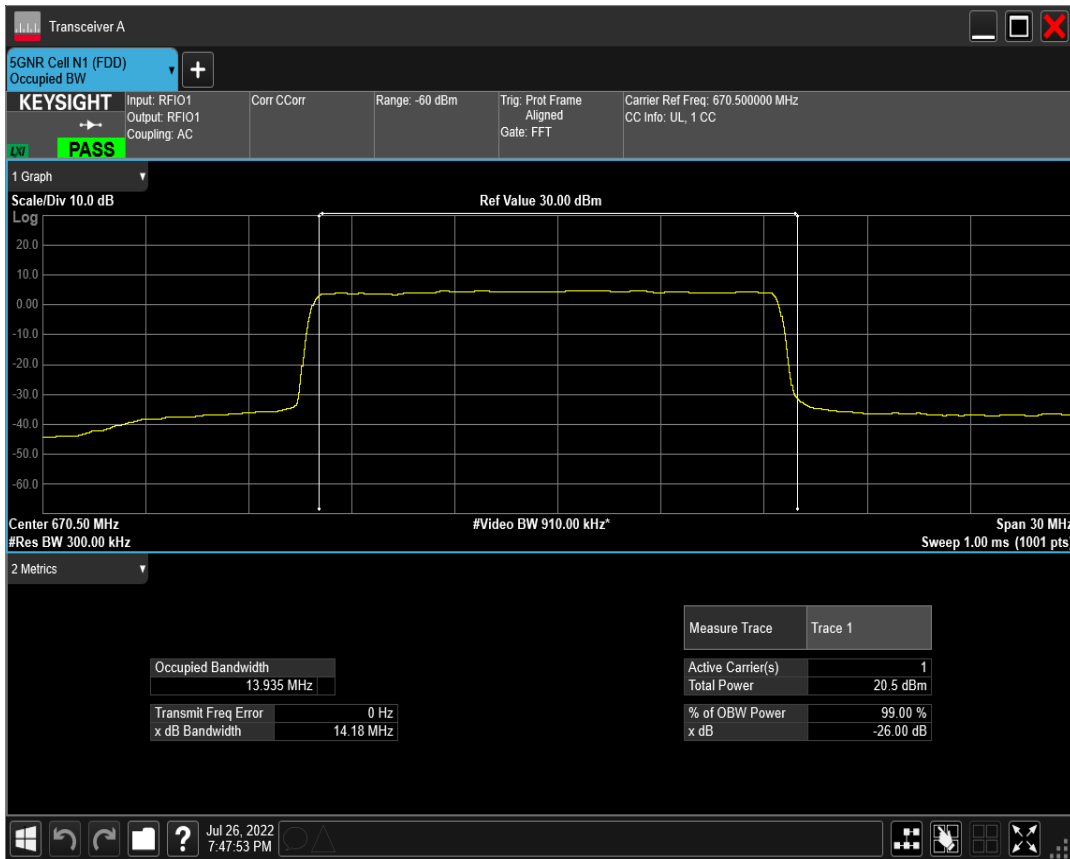 Transceiver A
5GNR Cell N1 (FDD)
Occupied BW
KEYSIGHT
LXI
PASS
Input: RFIO1
Output: RFIO1
Coupling: AC
Corr CCorr
Range: -60 dBm
Trig: Prot Frame
Aligned
Gate: FFT
Carrier Ref Freq: 670.500000 MHz
CC Info: UL, 1 CC
1 Graph
Scale/Div 10.0 dB
Ref Value 30.00 dBm
Log
20.0
10.0
0.00
-10.0
-20.0
-30.0
-40.0
-50.0
-60.0
Center 670.50 MHz
#Video BW 910.00 kHz*
Span 30 MHz
#Res BW 300.00 kHz
Sweep 1.00 ms (1001 pts)
2 Metrics
Measure Trace Trace 1
Occupied Bandwidth
13.935 MHz
Active Carrier(s) 1
Total Power 20.5 dBm
Transmit Freq Error 0 Hz
x dB Bandwidth 14.18 MHz
% of OBW Power 99.00 %
x dB -26.00 dB
?
Jul 26, 2022
7:47:53 PM